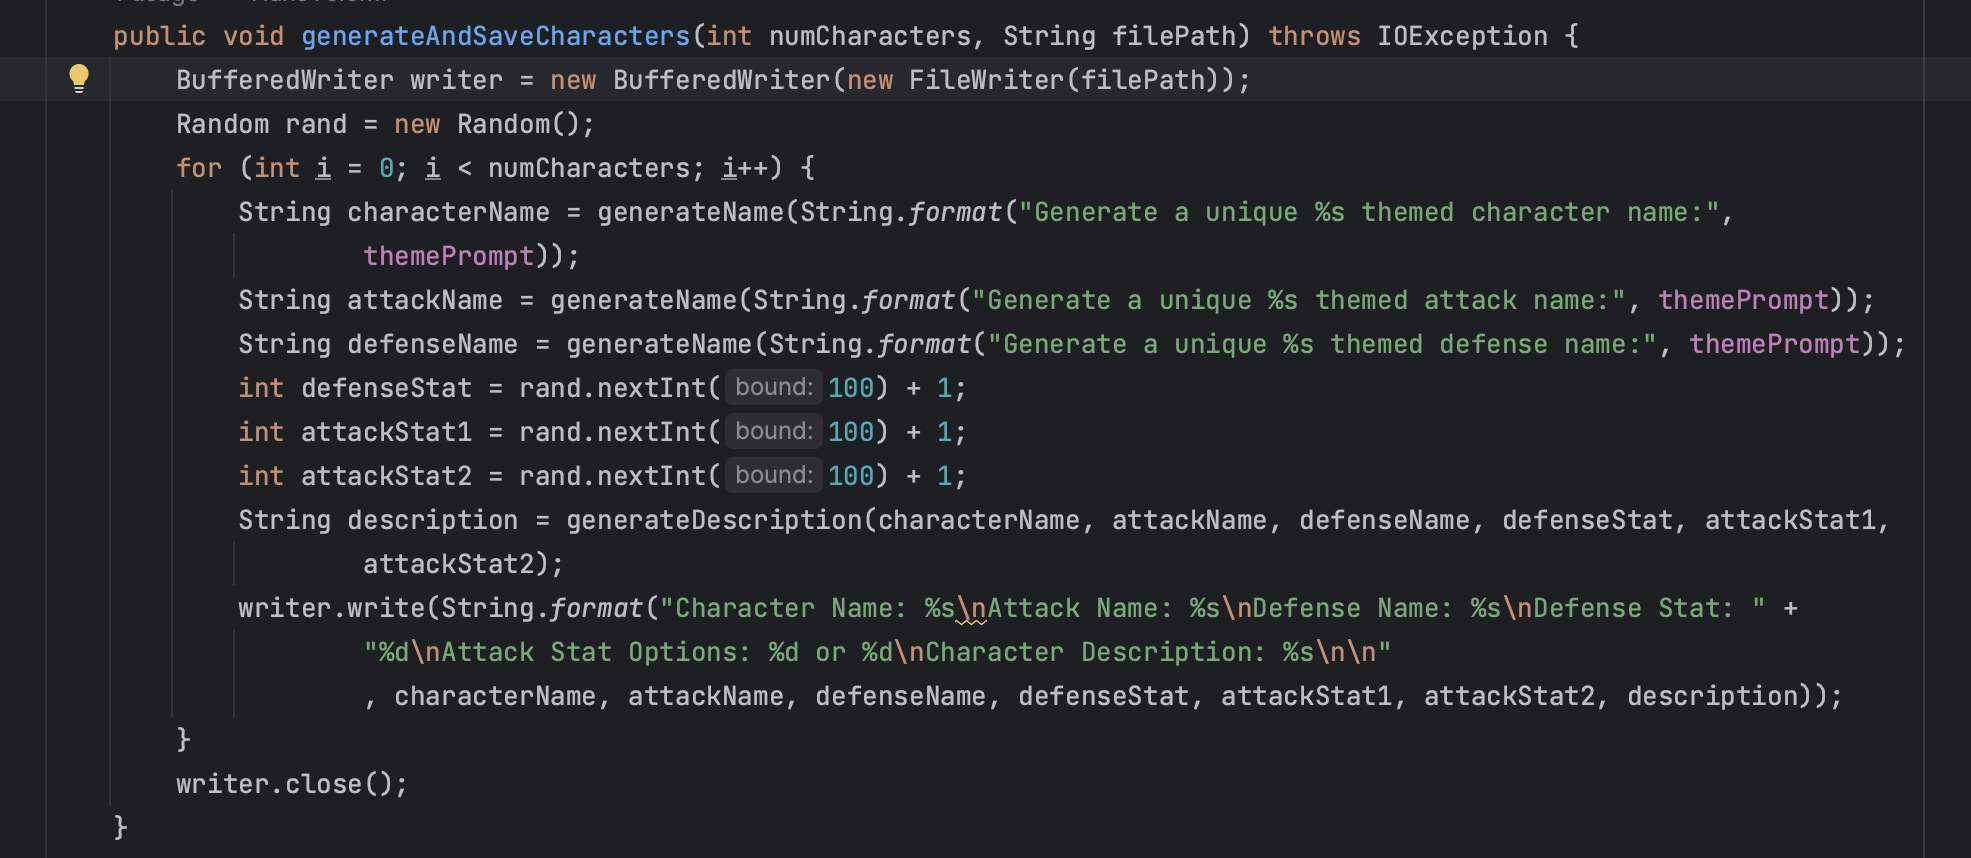 public void generateAndSaveCharacters(int numCharacters, String filePath) throws IOException {
BufferedWriter writer = new BufferedWriter(new FileWriter(filePath));
Random rand = new Random();
for (int i = 0; i < numCharacters; i++) {
String characterName = generateName(String.format("Generate a unique %s themed character name:",
themePrompt));
String attackName = generateName(String.format("Generate a unique %s themed attack name:", themePrompt));
String defenseName = generateName(String.format("Generate a unique %s themed defense name:", themePrompt));
int defenseStat = rand.nextInt( bound: 100) + 1;
int attackStat1 = rand.nextInt( bound: 100) + 1;
int attackStat2 = rand.nextInt( bound: 100) + 1;
String description = generateDescription(characterName, attackName, defenseName, defenseStat, attackStat1,
attackStat2);
writer.write(String.format("Character Name: %s\nAttack Name: %s\nDefense Name: %s\nDefense Stat: " +
"%d\nAttack Stat Options: %d or %d\nCharacter Description: %s\n\n"
, characterName, attackName, defenseName, defenseStat, attackStat1, attackStat2, description));
}
writer.close();
}